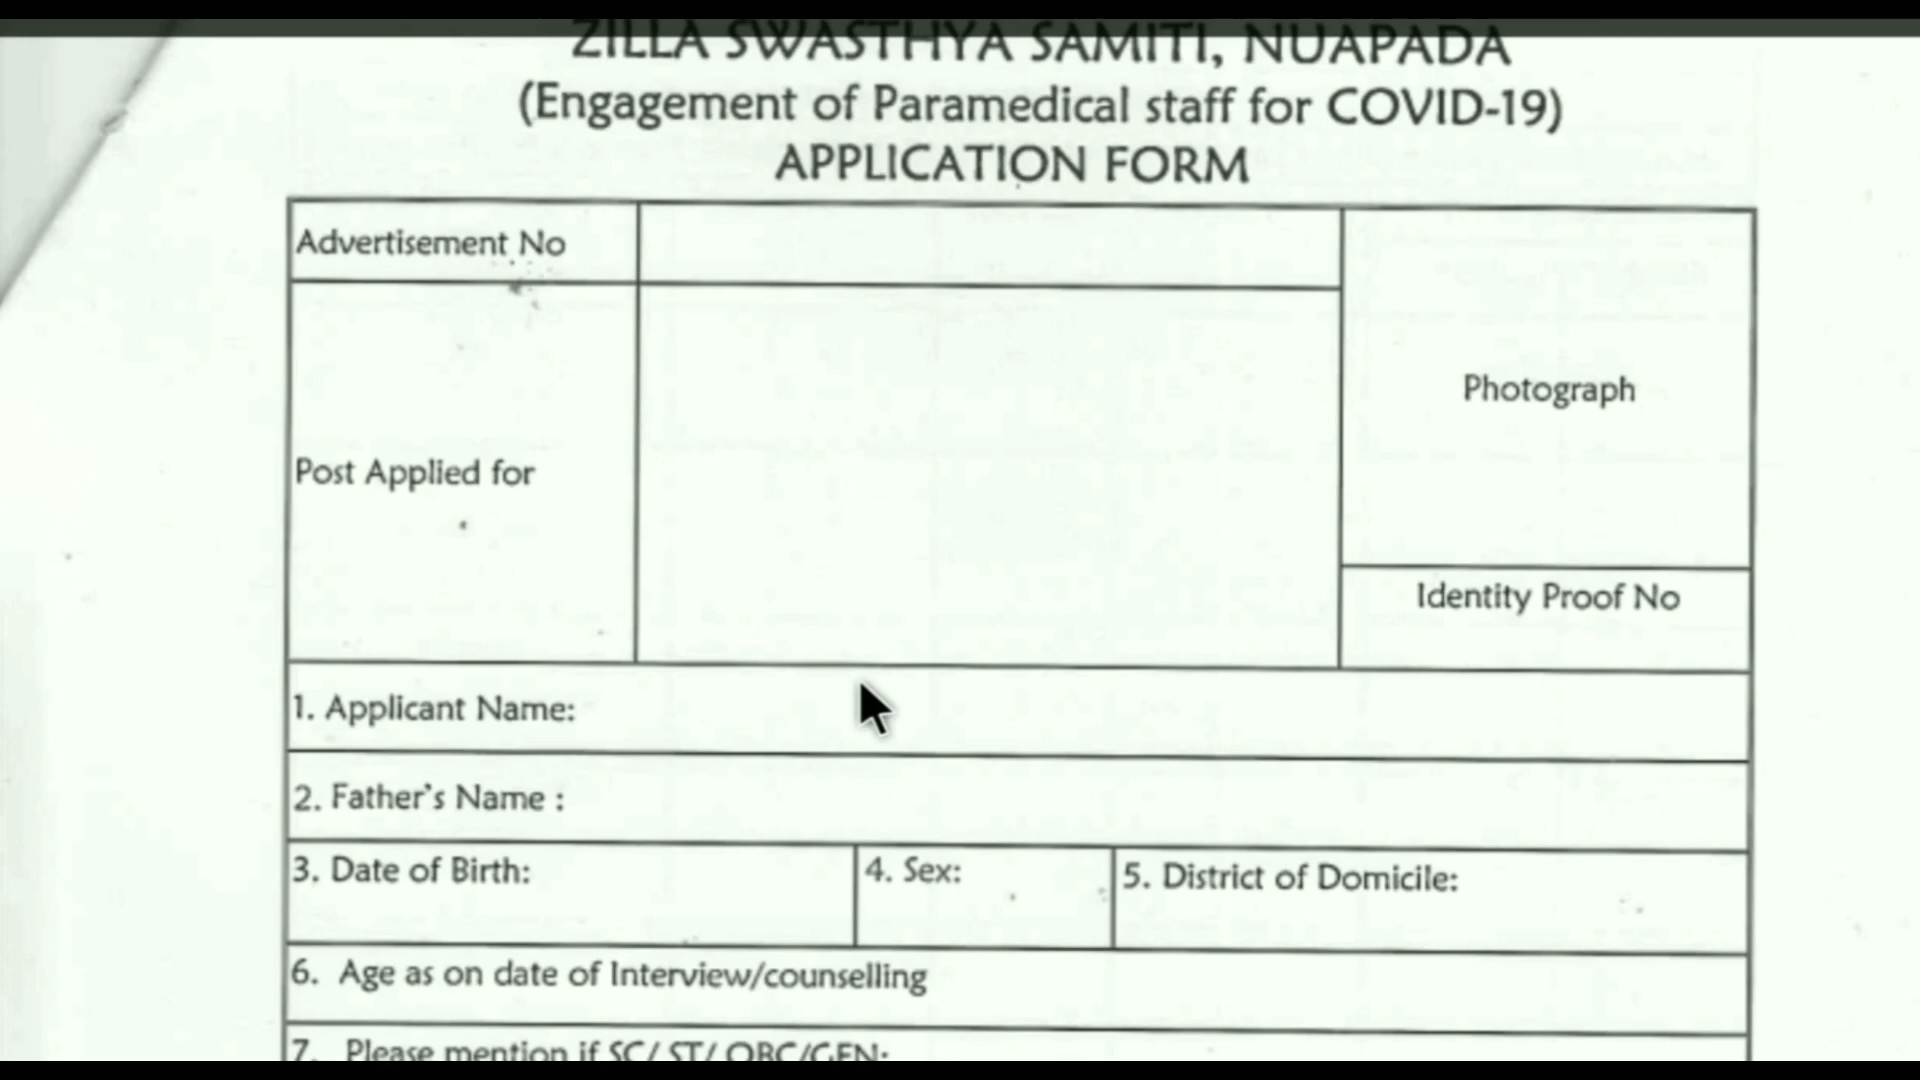 ZILLA SWASTHYA SAMITI, NUAPADA
(Engagement of Paramedical staff for COVID-19)
APPLICATION FORM
Advertisement No
Photograph
Post Applied for
Identity Proof No
1. Applicant Name:
2. Father's Name :
3. Date of Birth: 4. Sex: 5. District of Domicile:
6. Age as on date of Interview/counselling
7. Please mention if SC/ ST/ OBC/GEN: